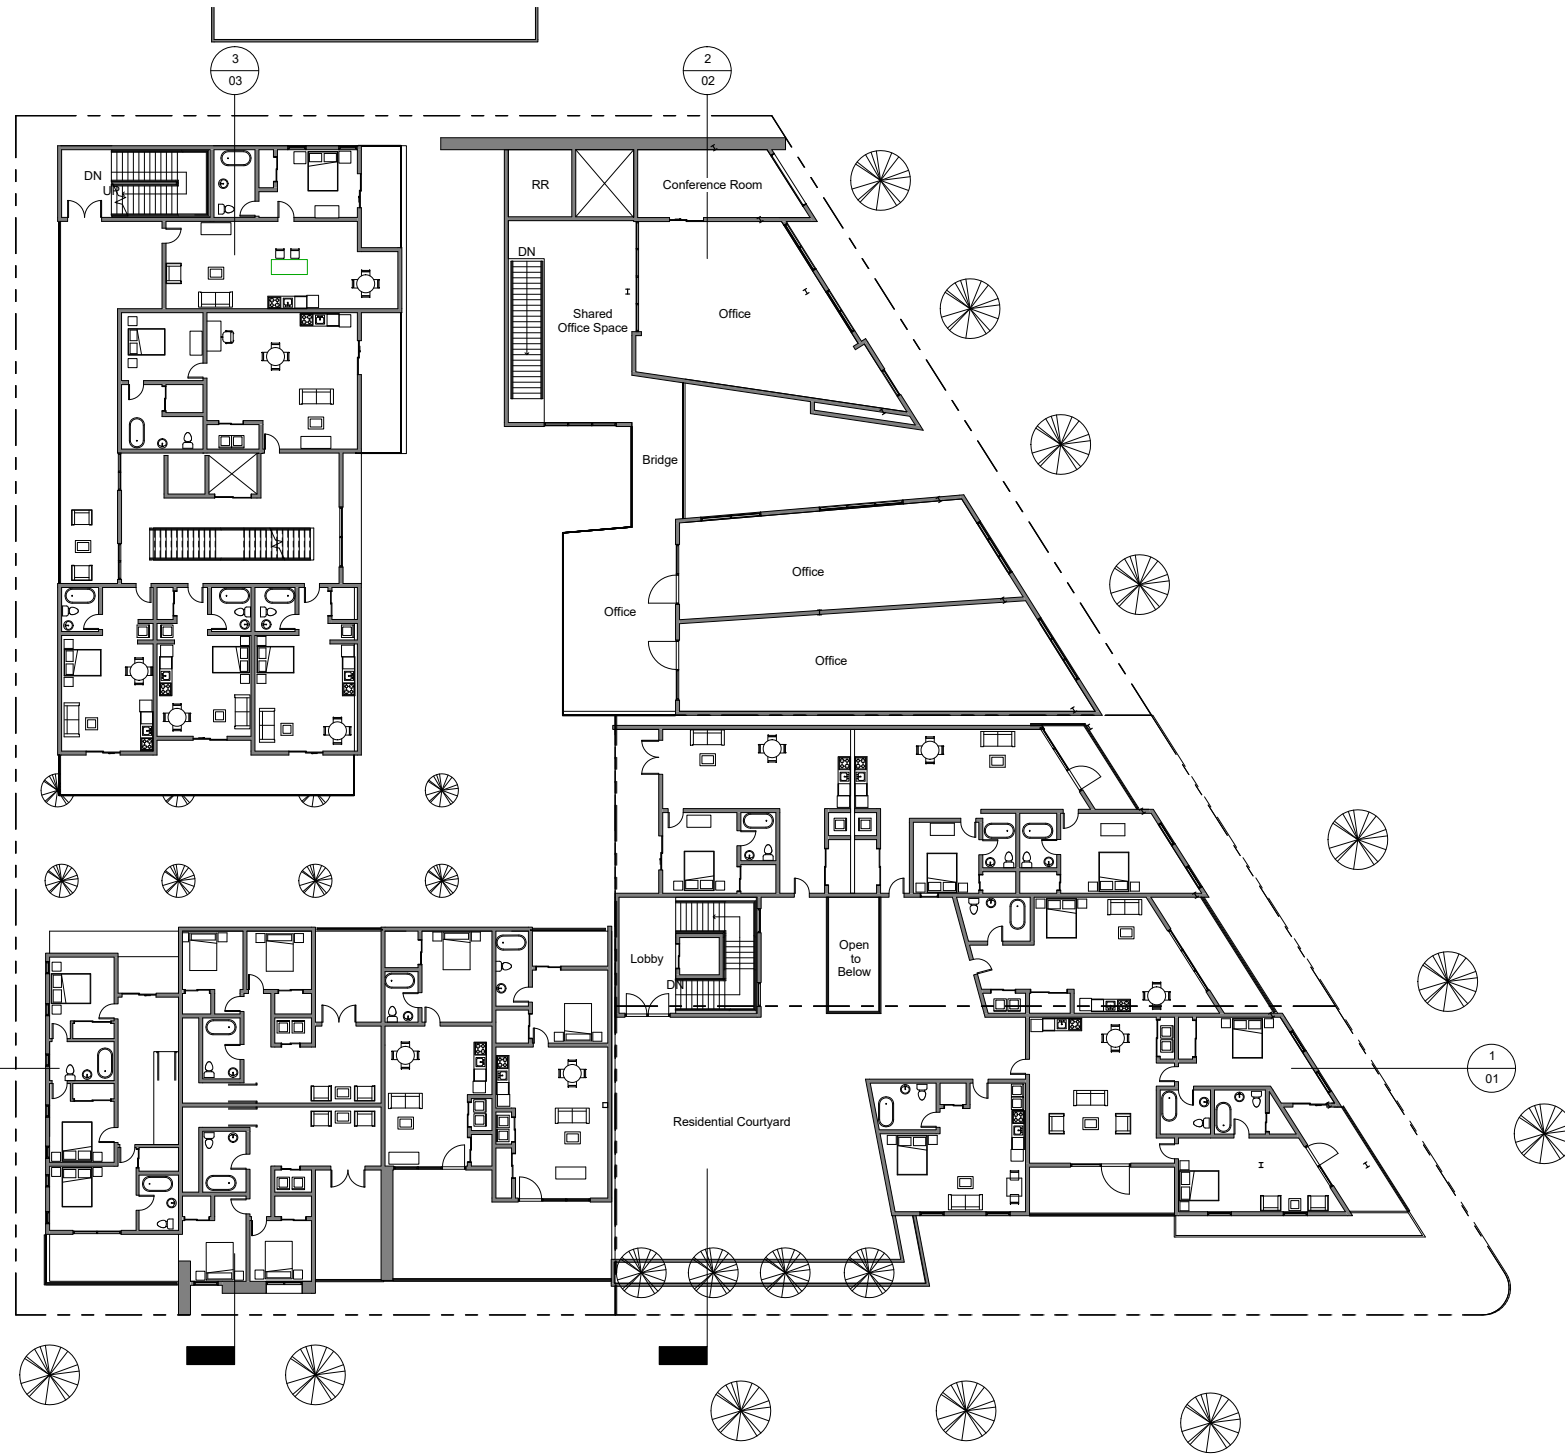 3
03
2
02
DN
UP
RR
Conference Room
DN
Shared
Office Space
Office
Bridge
Office
Office
Office
Lobby
DN
Open
to
Below
1
01
Residential Courtyard